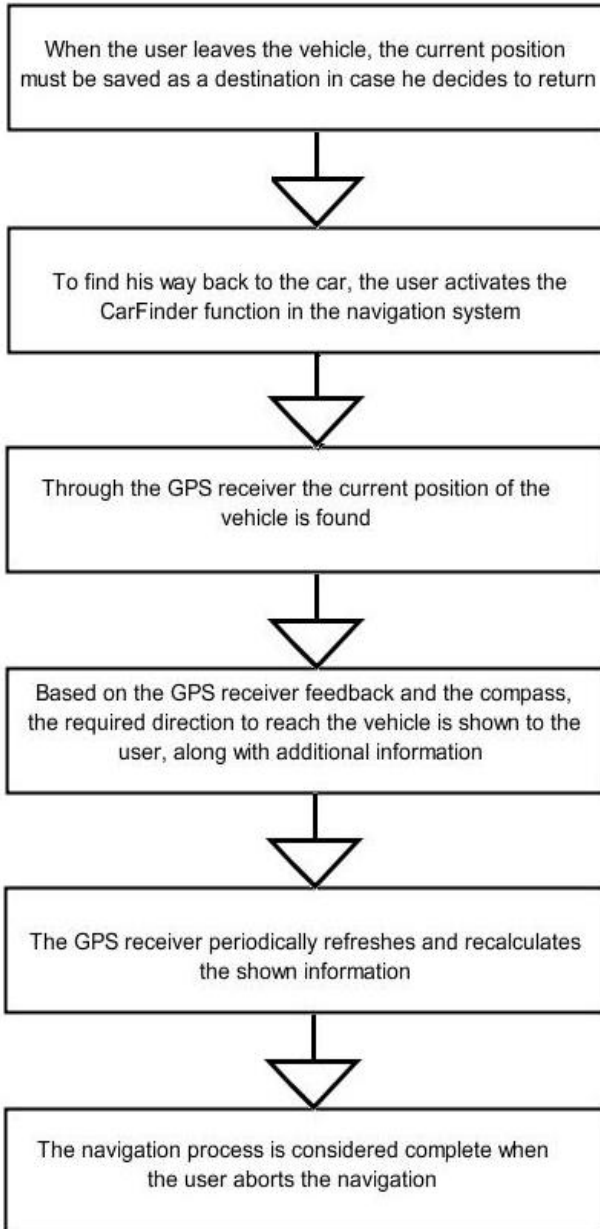 When the user leaves the vehicle, the current position
must be saved as a destination in case he decides to return
To find his way back to the car, the user activates the
CarFinder function in the navigation system
Through the GPS receiver the current position of the
vehicle is found
Based on the GPS receiver feedback and the compass,
the required direction to reach the vehicle is shown to the
user, along with additional information
The GPS receiver periodically refreshes and recalculates
the shown information
The navigation process is considered complete when
the user aborts the navigation